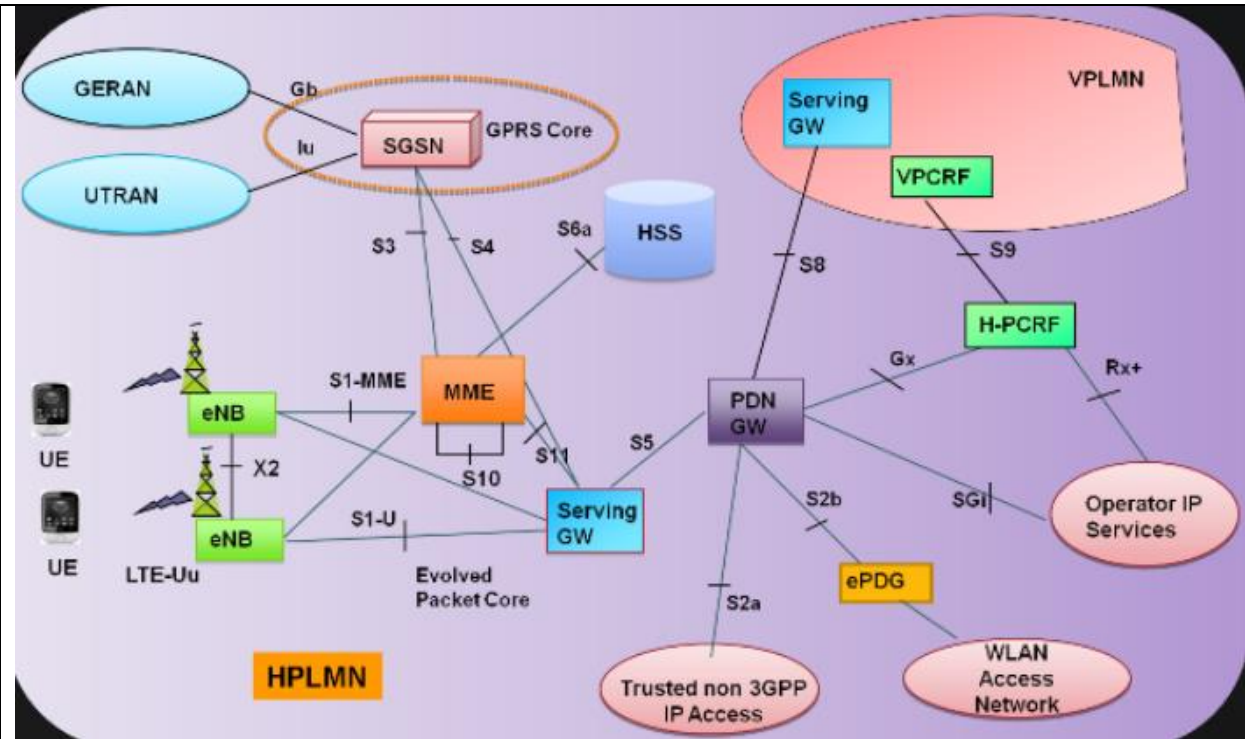 GERAN
Gb
SGSN
GPRS Core
Iu
UTRAN
Serving
GW
VPLMN
VPCRF
S3
S4
S6a
HSS
S8
S9
H-PCRF
Gx
Rx+
S1-MME
MME
eNB
UE
X2
S10
S11
S5
PDN
GW
S1-U
Serving
GW
eNB
UE
LTE-Uu
Evolved
Packet Core
S2b
SGi
Operator IP
Services
ePDG
S2a
HPLMN
Trusted non 3GPP
IP Access
WLAN
Access
Network